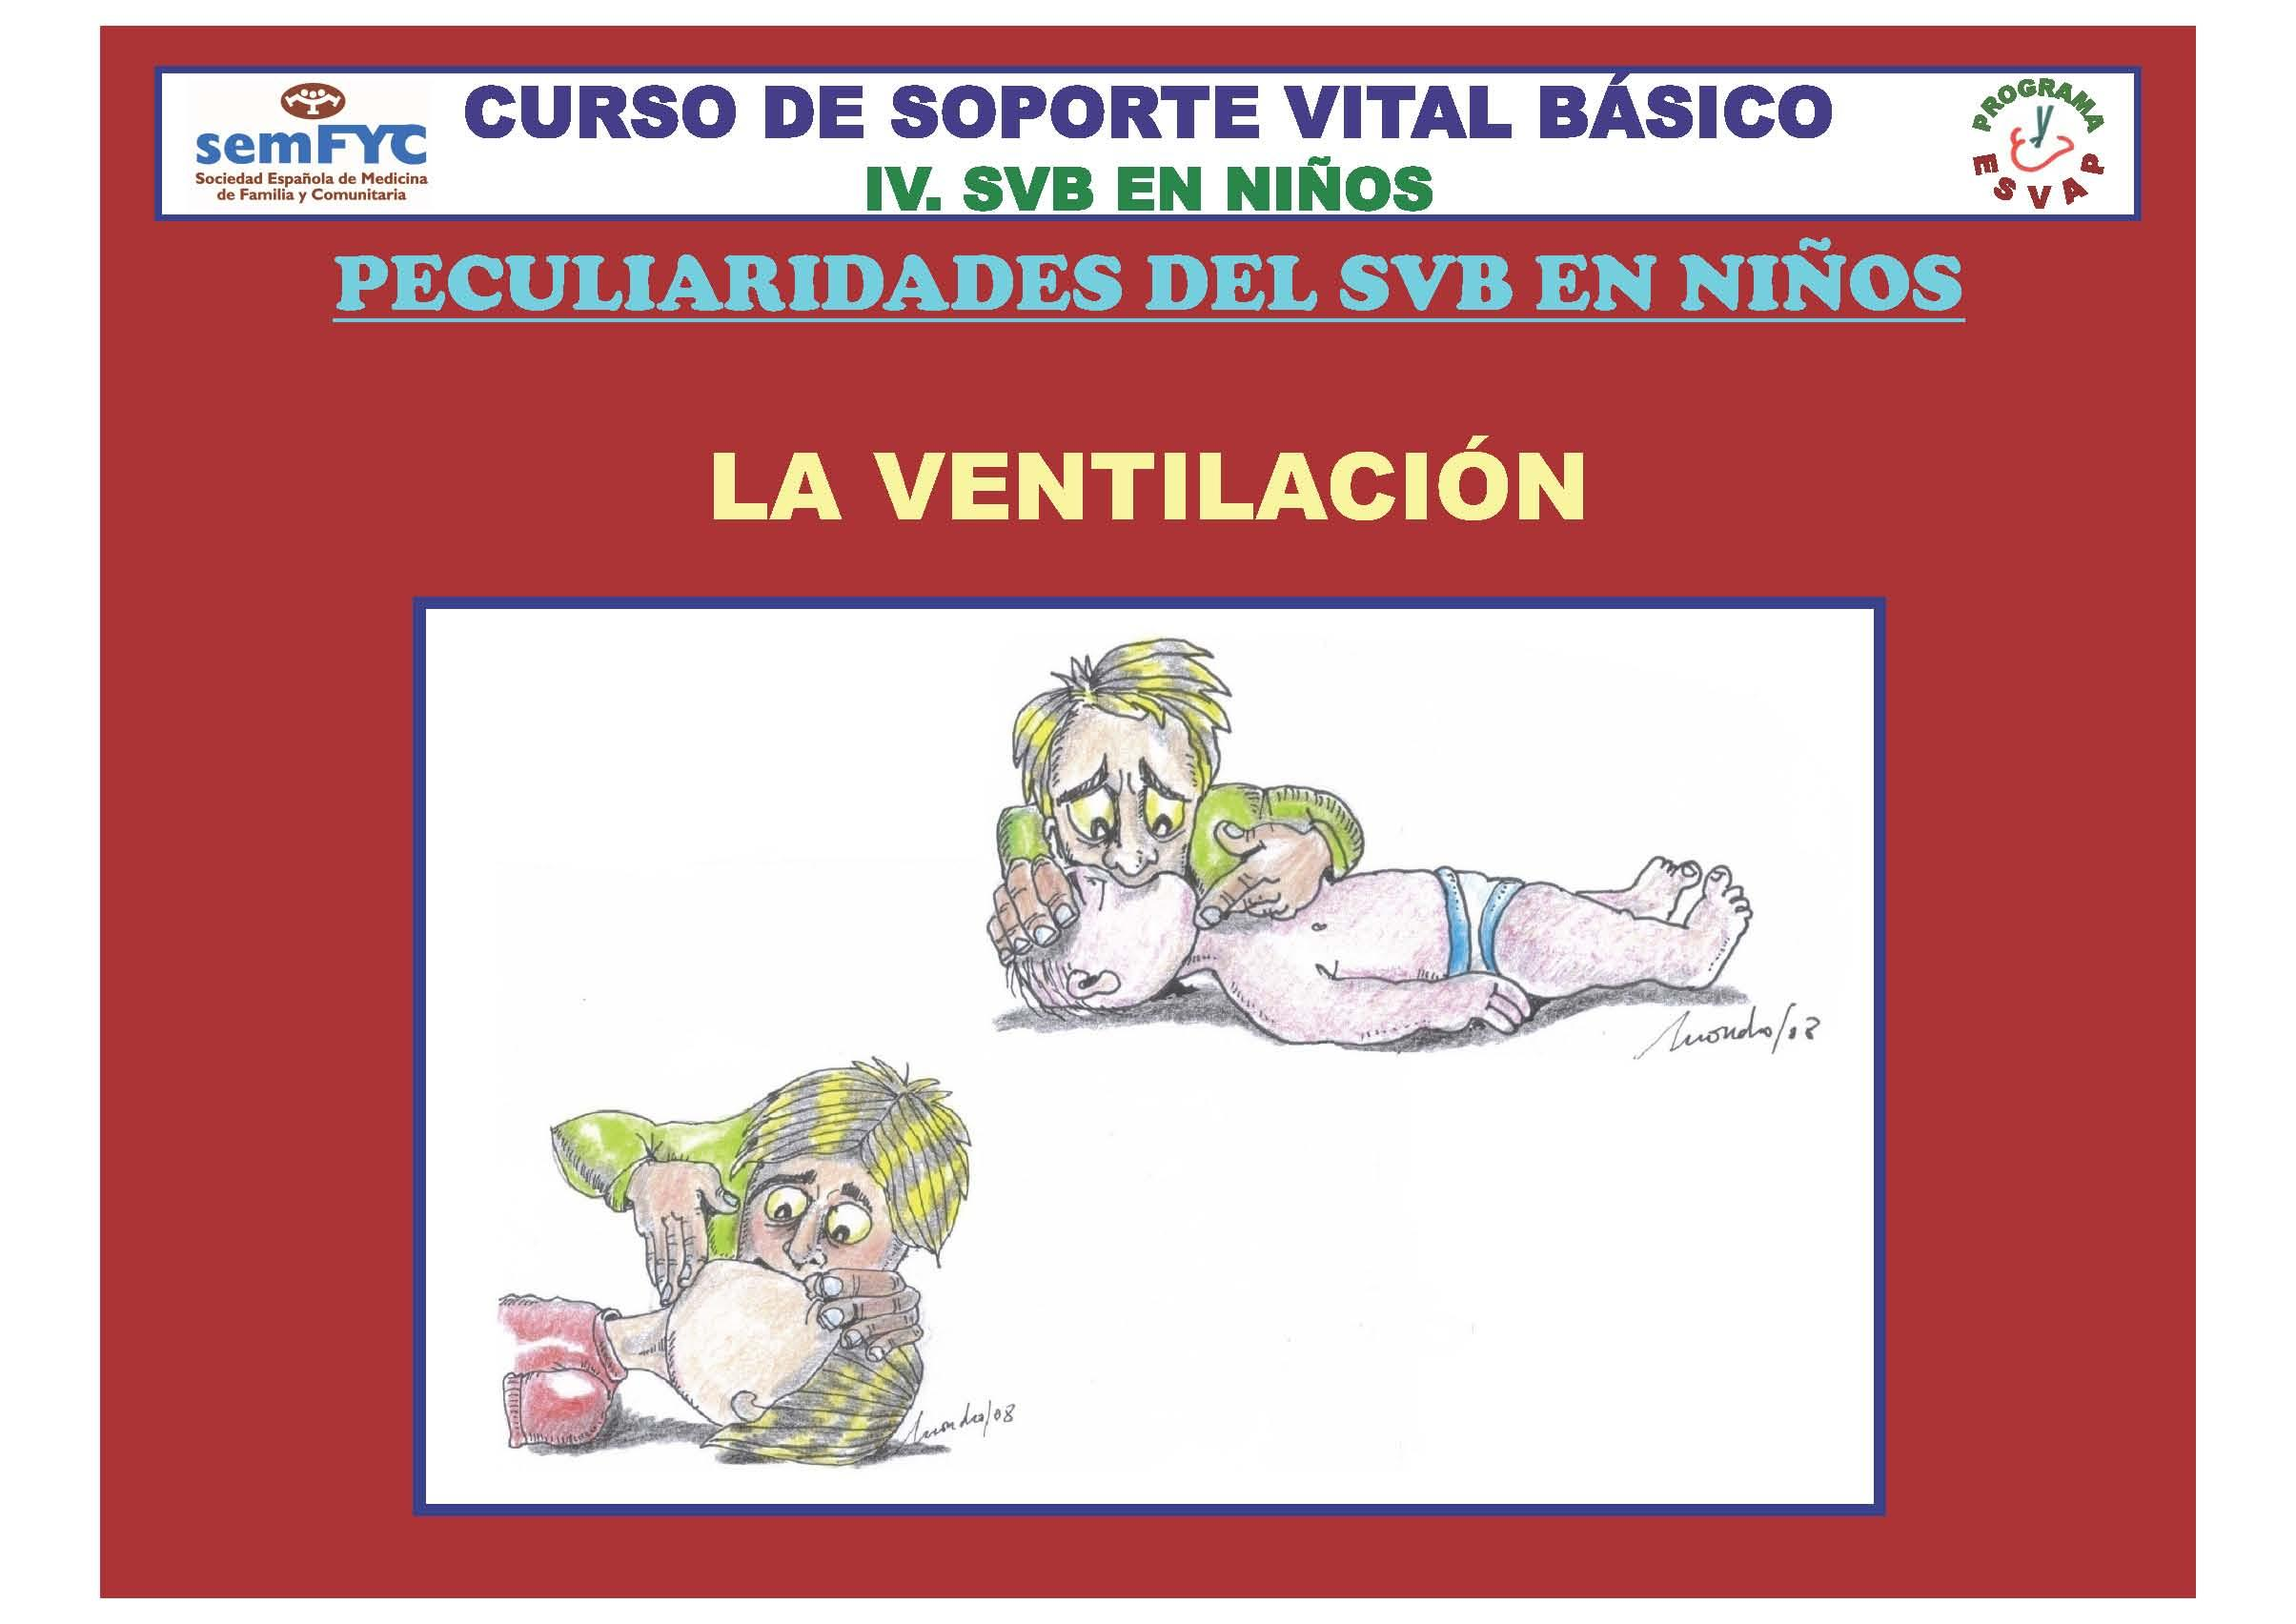 semFYC
Sociedad Española de Medicina
de Familia y Comunitaria
CURSO DE SOPORTE VITAL BÁSICO
IV. SVB EN NIÑOS
PROGRAMA
ESVAP
PECULIARIDADES DEL SVB EN NIÑOS
LA VENTILACIÓN